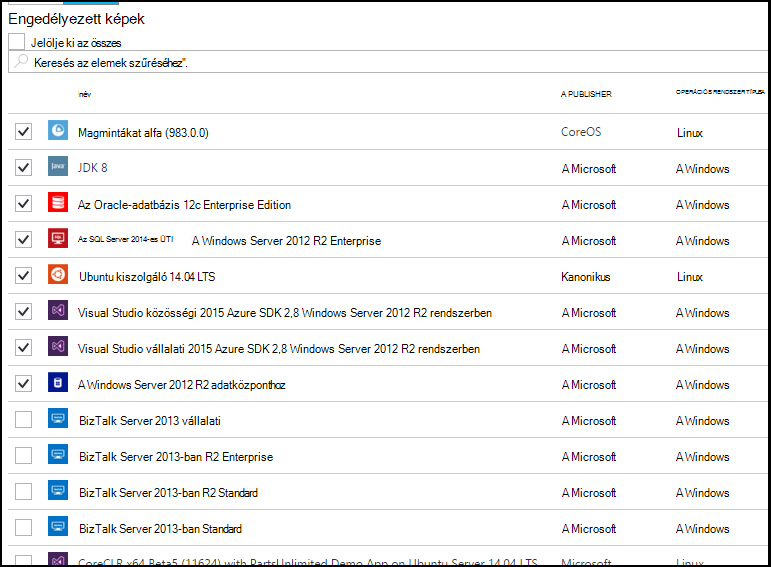 Engedélyezett képek
Jelölje ki az összes
Keresés az elemek szűréséhez".
név A PUBLISHER OPERÁCIÓS RENDSZER TÍPUSA
Magmintákat alfa (983.0.0) CoreOS Linux
Java JDK 8 A Microsoft A Windows
Az Oracle-adatbázis 12c Enterprise Edition A Microsoft A Windows
Az SQL Server 2014-es ÚTI A Windows Server 2012 R2 Enterprise A Microsoft A Windows
Ubuntu kiszolgáló 14.04 LTS Kanonikus Linux
Visual Studio közösségi 2015 Azure SDK 2,8 Windows Server 2012 R2 rendszerben A Microsoft A Windows
Visual Studio vállalati 2015 Azure SDK 2,8 Windows Server 2012 R2 rendszerben A Microsoft A Windows
A Windows Server 2012 R2 adatközponthoz A Microsoft A Windows
BizTalk Server 2013 vállalati A Microsoft A Windows
BizTalk Server 2013-ban R2 Enterprise A Microsoft A Windows
BizTalk Server 2013-ban R2 Standard A Microsoft A Windows
BizTalk Server 2013-ban Standard A Microsoft A Windows
CoreCLR x64 Beta5 (11624) with PartsUnlimited Demo App on Ubuntu Server 14.04 LTS Microsoft Linux